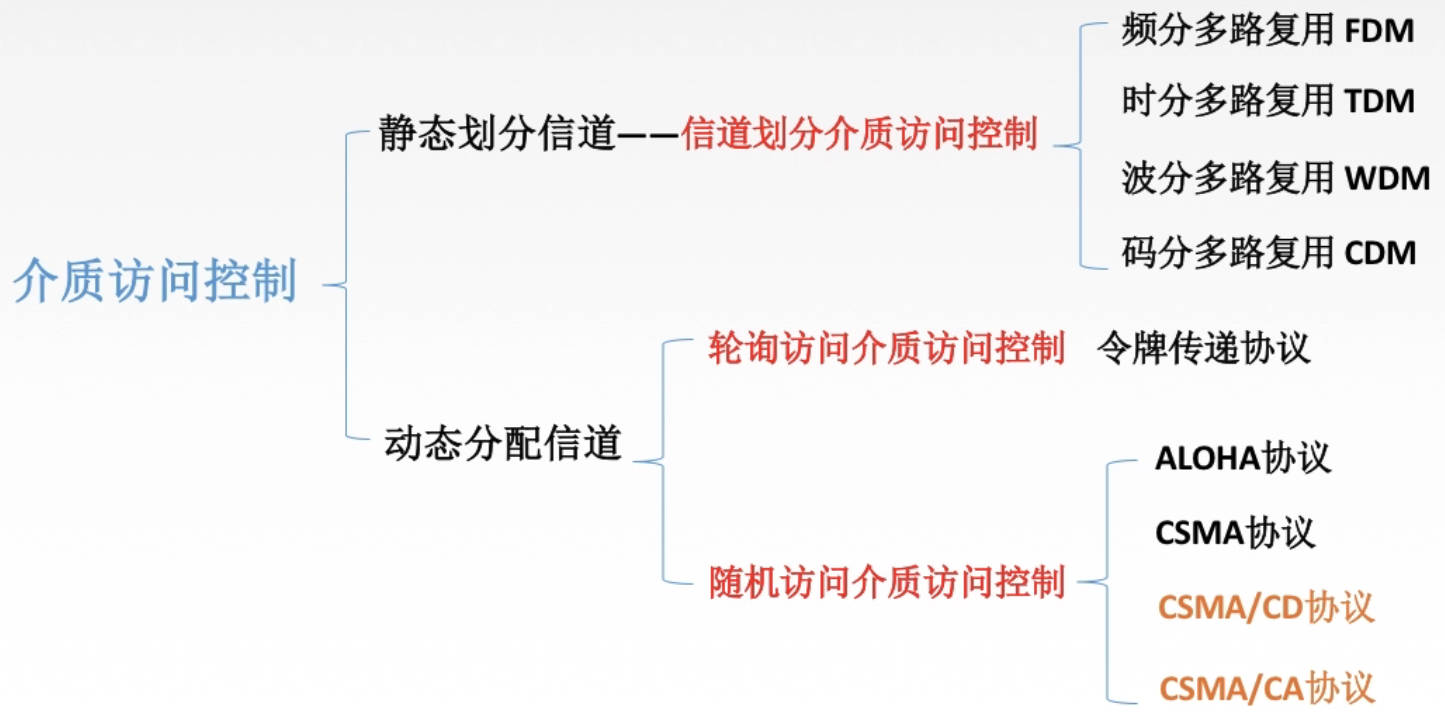 介质访问控制
静态划分信道——信道划分介质访问控制
频分多路复用 FDM
时分多路复用 TDM
波分多路复用 WDM
码分多路复用 CDM
动态分配信道
轮询访问介质访问控制 令牌传递协议
随机访问介质访问控制
ALOHA协议
CSMA协议
CSMA/CD协议
CSMA/CA协议